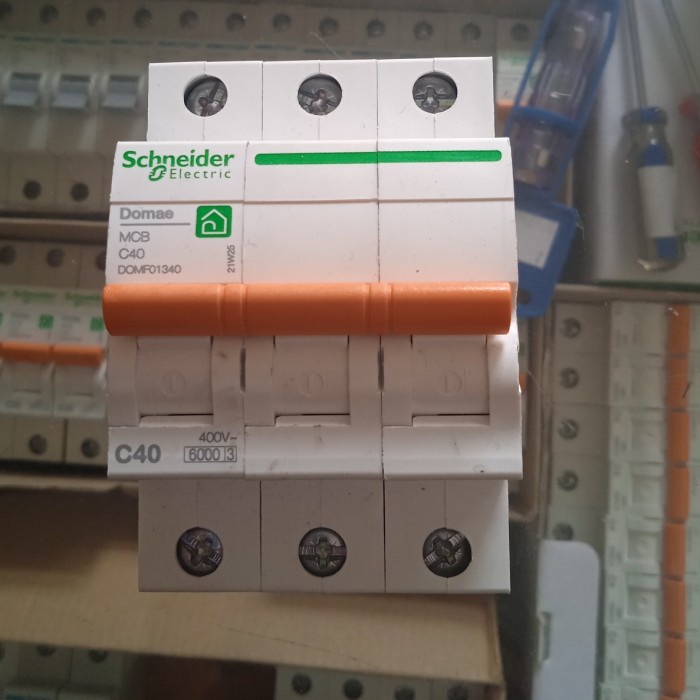 Schneider
Electric
Domae
MCB
C40
DOMF01340
21W25
400V~
C40
6000 3